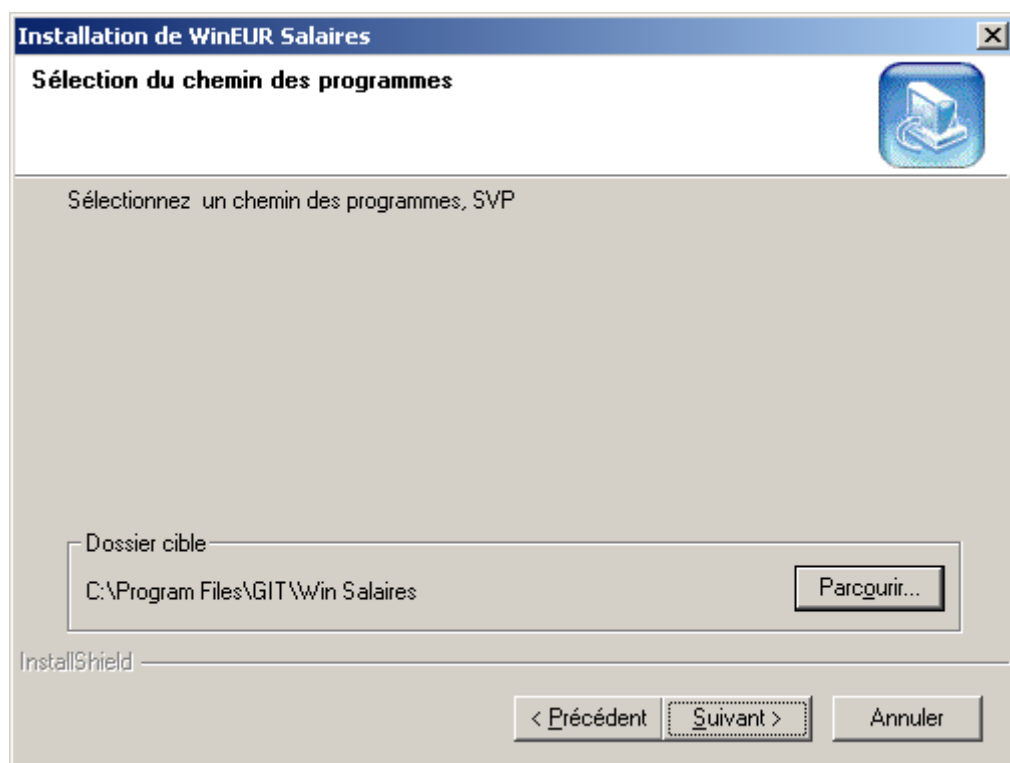 Installation de WinEUR Salaires
Sélection du chemin des programmes
Sélectionnez  un chemin des programmes, SVP
Dossier cible
C:\Program Files\GIT\Win Salaires
Parcourir...
InstallShield
< Précédent
Suivant >
Annuler